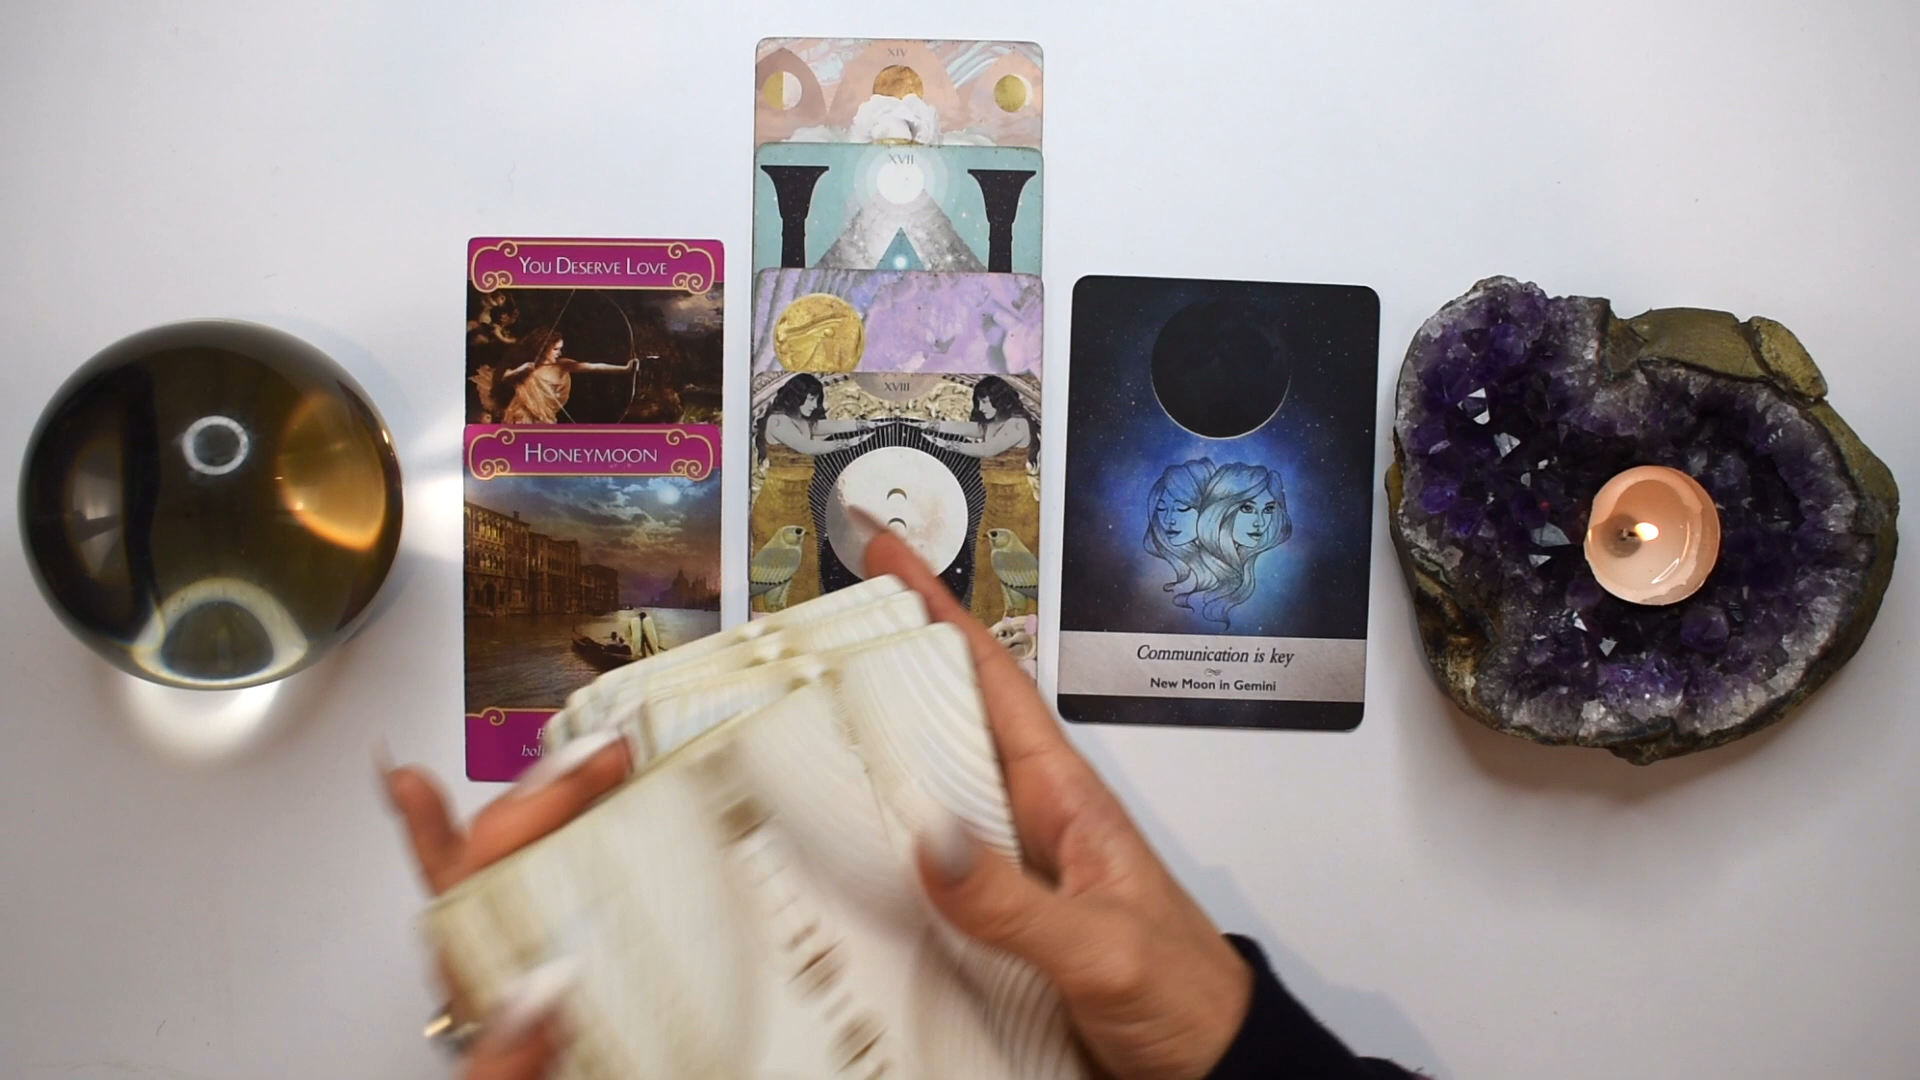 XIV
XVII
YOU DESERVE LOVE
XVIII
HONEYMOON
Communication is key
New Moon in Gemini